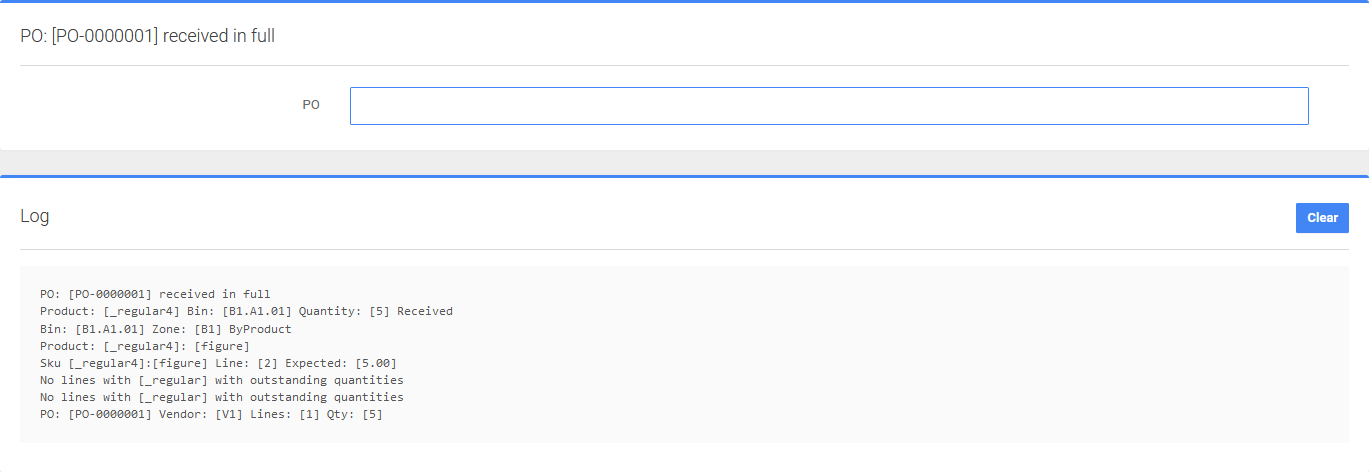 PO: [PO-0000001] received in full
PO
Log
Clear
PO: [PO-0000001] received in full
Product: [_regular4] Bin: [B1.A1.01] Quantity: [5] Received
Bin: [B1.A1.01] Zone: [B1] ByProduct
Product: [_regular4]: [figure]
Sku [_regular4]:[figure] Line: [2] Expected: [5.00]
No lines with [_regular] with outstanding quantities
No lines with [_regular] with outstanding quantities
PO: [PO-0000001] Vendor: [V1] Lines: [1] Qty: [5]